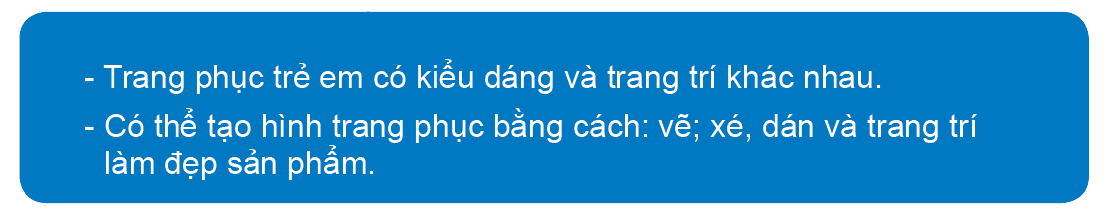 - Trang phục trẻ em có kiểu dáng và trang trí khác nhau.
- Có thể tạo hình trang phục bằng cách: vẽ; xé, dán và trang trí
làm đẹp sản phẩm.